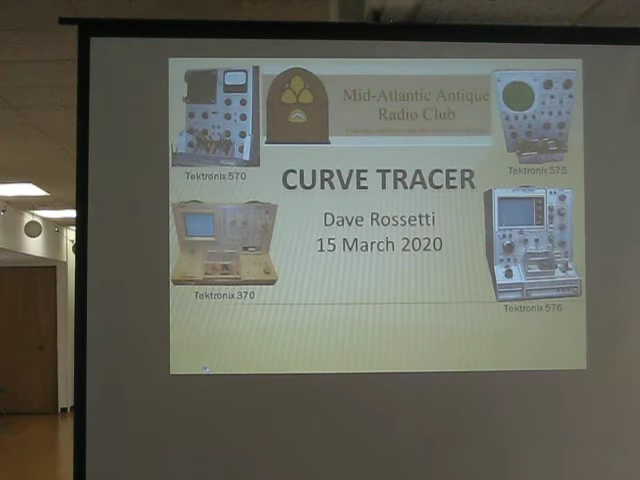 Mid-Atlantic Antique
Radio Club
Tektronix 570
Tektronix 575
CURVE TRACER
Dave Rossetti
15 March 2020
Tektronix 370
Tektronix 576